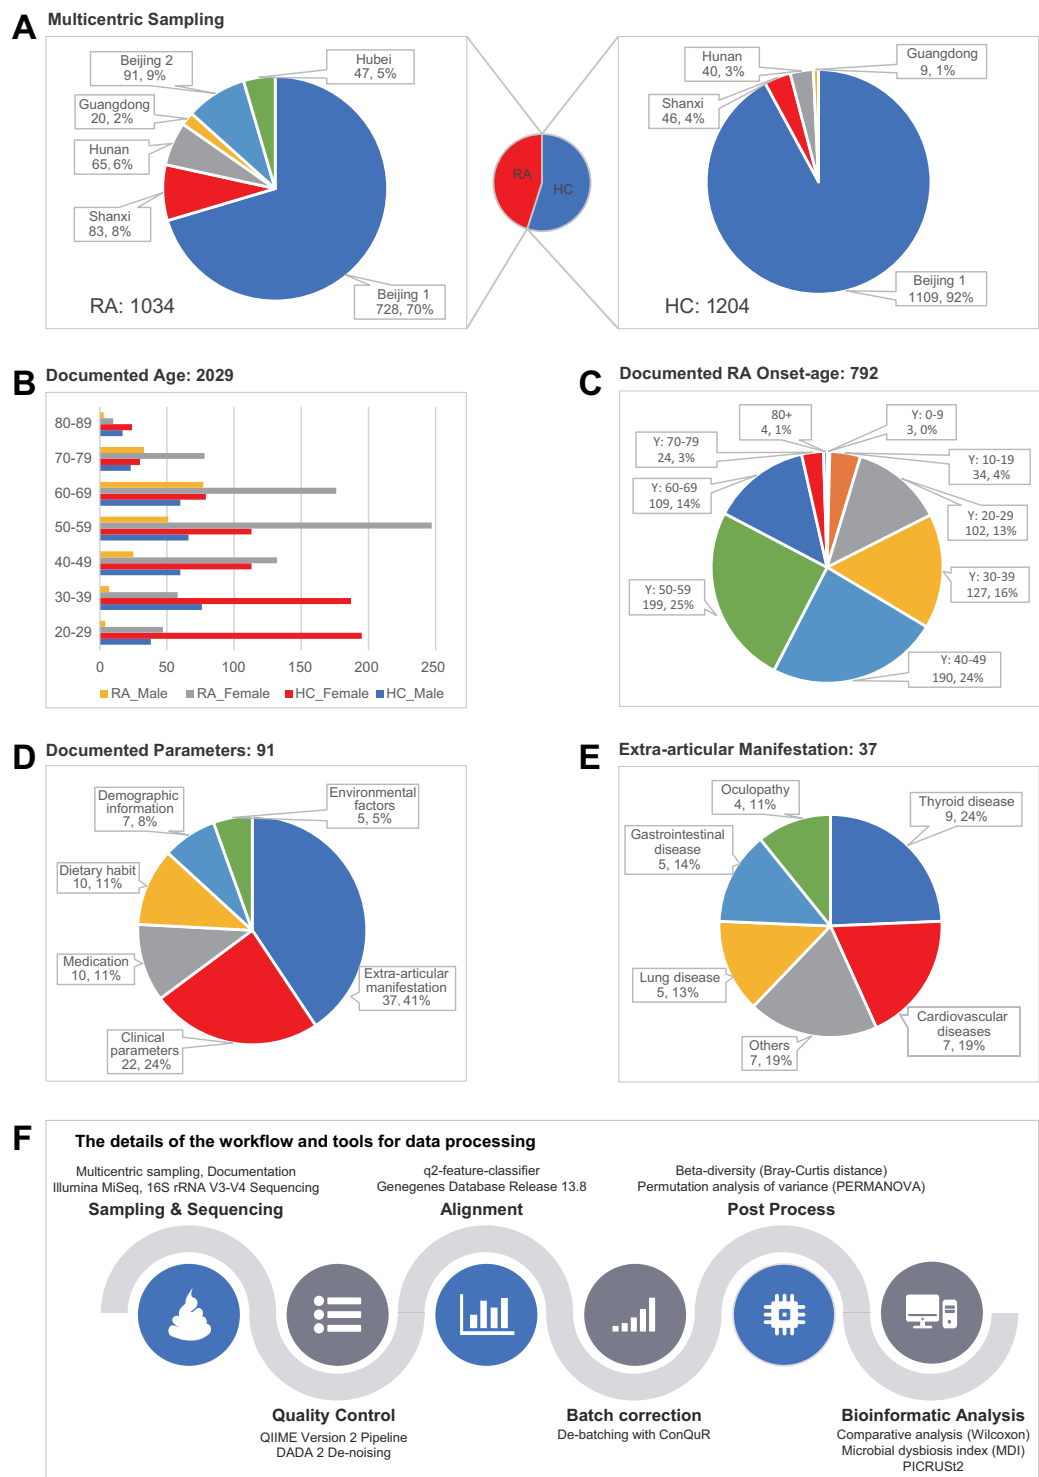 A Multicentric Sampling
Beijing 2
91, 9%
Hubei
47, 5%
Guangdong
20, 2%
Hunan
65, 6%
Shanxi
83, 8%
Beijing 1
728, 70%
RA: 1034
RA
HC
Hunan
40, 3%
Guangdong
9, 1%
Shanxi
46, 4%
Beijing 1
1109, 92%
HC: 1204
B Documented Age: 2029
80-89
70-79
60-69
50-59
40-49
30-39
20-29
0 50 100 150 200 250
RA_Male RA_Female HC_Female HC_Male
C Documented RA Onset-age: 792
80+
4, 1%
Y: 0-9
3, 0%
Y: 70-79
24, 3%
Y: 10-19
34, 4%
Y: 60-69
109, 14%
Y: 20-29
102, 13%
Y: 50-59
199, 25%
Y: 30-39
127, 16%
Y: 40-49
190, 24%
D Documented Parameters: 91
Demographic
information
7, 8%
Environmental
factors
5, 5%
Dietary habit
10, 11%
Medication
10, 11%
Extra-articular
manifestation
37, 41%
Clinical
parameters
22, 24%
E Extra-articular Manifestation: 37
Oculopathy
4, 11%
Thyroid disease
9, 24%
Gastrointestinal
disease
5, 14%
Lung disease
5, 13%
Others
7, 19%
Cardiovascular
diseases
7, 19%
F The details of the workflow and tools for data processing
Multicentric sampling, Documentation
Illumina MiSeq, 16S rRNA V3-V4 Sequencing
Sampling & Sequencing
q2-feature-classifier
Genegenes Database Release 13.8
Alignment
Beta-diversity (Bray-Curtis distance)
Permutation analysis of variance (PERMANOVA)
Post Process
Quality Control
QIIME Version 2 Pipeline
DADA 2 De-noising
Batch correction
De-batching with ConQuR
Bioinformatic Analysis
Comparative analysis (Wilcoxon)
Microbial dysbiosis index (MDI)
PICRUSt2